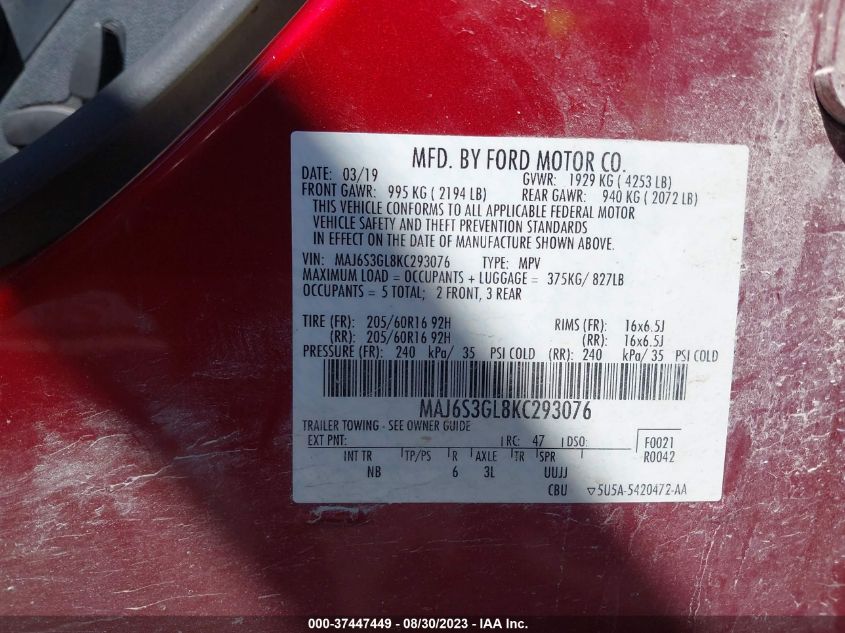 MFD. BY FORD MOTOR CO.
DATE: 03/19 GVWR: 1929 KG ( 4253 LB)
FRONT GAWR: 995 KG ( 2194 LB) REAR GAWR: 940 KG ( 2072 LB)
THIS VEHICLE CONFORMS TO ALL APPLICABLE FEDERAL MOTOR
VEHICLE SAFETY AND THEFT PREVENTION STANDARDS
IN EFFECT ON THE DATE OF MANUFACTURE SHOWN ABOVE.
VIN: MAJ6S3GL8KC293076 TYPE: MPV
MAXIMUM LOAD = OCCUPANTS + LUGGAGE = 375KG/ 827LB
OCCUPANTS = 5 TOTAL; 2 FRONT, 3 REAR
TIRE (FR): 205/60R16 92H RIMS (FR): 16x6.5J
(RR): 205/60R16 92H (RR): 16x6.5J
PRESSURE (FR): 240 kPa/ 35 PSI COLD (RR): 240 kPa/ 35 PSI COLD
MAJ6S3GL8KC293076
TRAILER TOWING - SEE OWNER GUIDE
EXT PNT: RC: 47 DSO: F0021
INT TR TP/PS R AXLE TR SPR R0042
NB 6 3L UUJJ
CBU ▽5U5A-5420472-AA
000-37447449 - 08/30/2023 - IAA Inc.